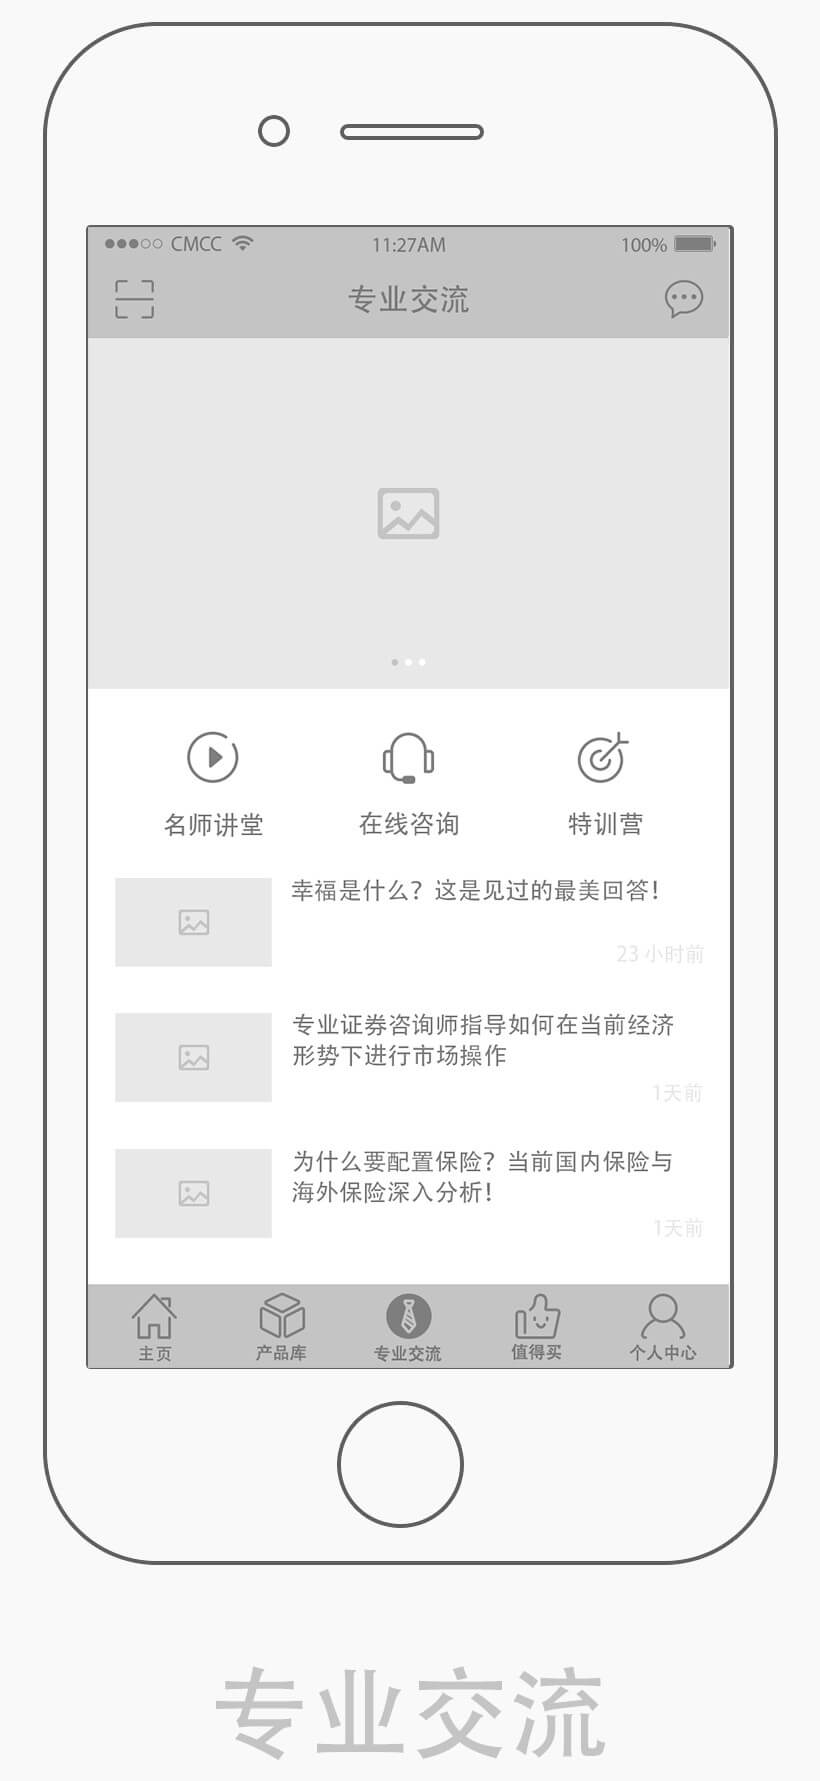 CMCC 11:27AM 100%
专业交流
名师讲堂 在线咨询 特训营
幸福是什么？这是见过的最美回答！
23 小时前
专业证券咨询师指导如何在当前经济
形势下进行市场操作
1天前
为什么要配置保险？当前国内保险与
海外保险深入分析！
1天前
主页 产品库 专业交流 值得买 个人中心
专业交流